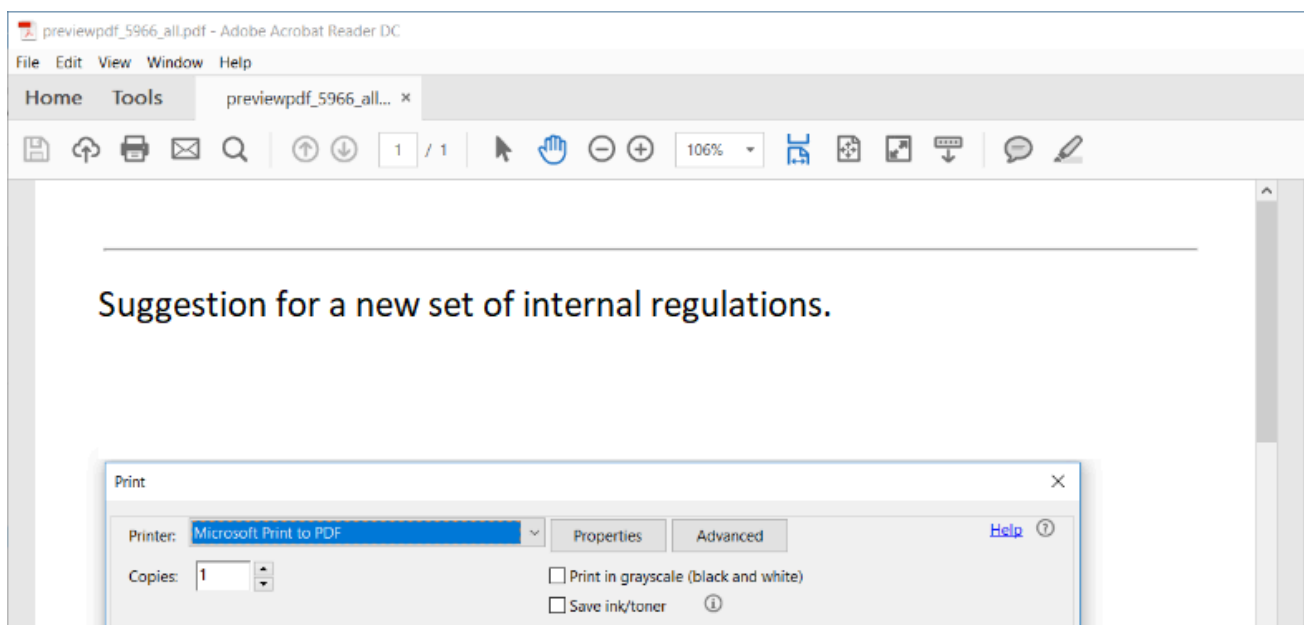 previewpdf_5966_all.pdf - Adobe Acrobat Reader DC
File Edit View Window Help
Home Tools previewpdf_5966_all... ×
1 / 1 106%
Suggestion for a new set of internal regulations.
Print
Printer: Microsoft Print to PDF Properties Advanced Help
Copies: 1 Print in grayscale (black and white)
Save ink/toner